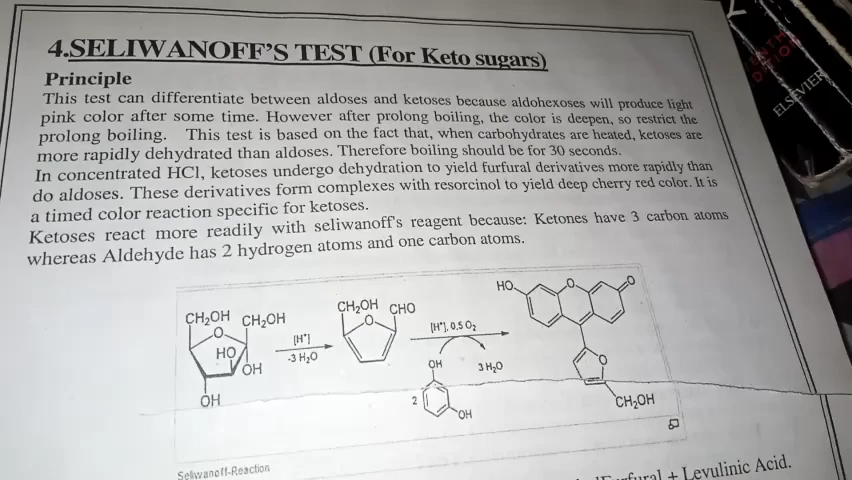 4.SELIWANOFF'S TEST (For Keto sugars)
Principle
This test can differentiate between aldoses and ketoses because aldohexoses will produce light
pink color after some time. However after prolong boiling, the color is deepen, so restrict the
prolong boiling. This test is based on the fact that, when carbohydrates are heated, ketoses are
more rapidly dehydrated than aldoses. Therefore boiling should be for 30 seconds.
In concentrated HCl, ketoses undergo dehydration to yield furfural derivatives more rapidly than
do aldoses. These derivatives form complexes with resorcinol to yield deep cherry red color. It is
a timed color reaction specific for ketoses.
Ketoses react more readily with seliwanoff's reagent because: Ketones have 3 carbon atoms
whereas Aldehyde has 2 hydrogen atoms and one carbon atoms.
CH₂OH O CH₂OH
HO OH
OH
[H⁺]
-3 H₂O
CH₂OH CHO
O
[H⁺], 0,5 O₂
3 H₂O
2
OH
OH
HO O O
O
CH₂OH
Seliwanoff-Reaction
+ Levulinic Acid.
ELSEVIER